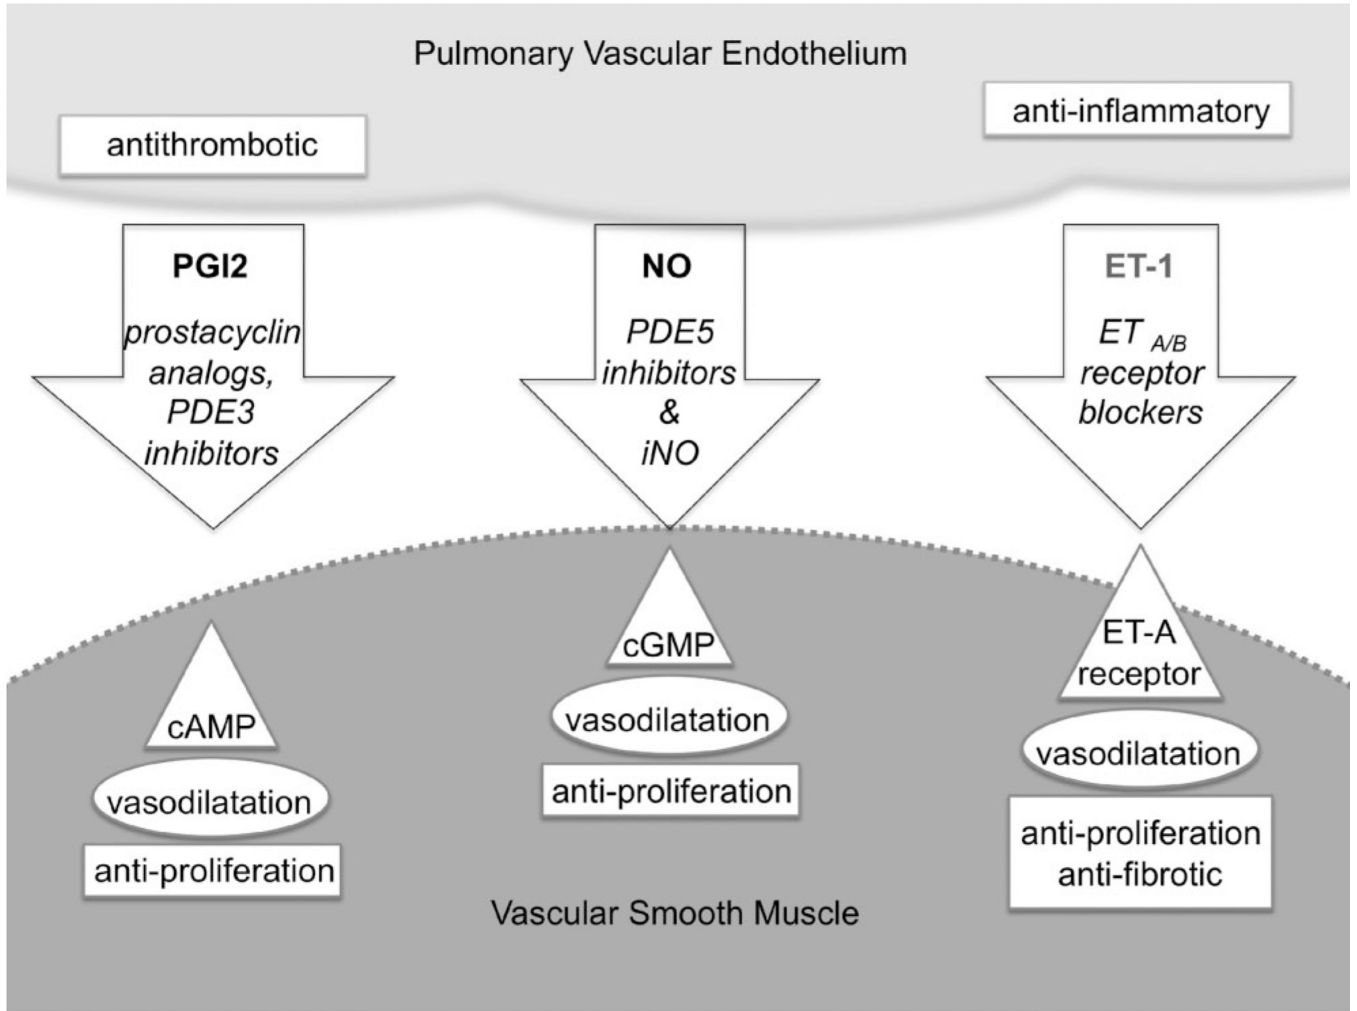 Pulmonary Vascular Endothelium
antithrombotic
anti-inflammatory
PGI2
prostacyclin
analogs,
PDE3
inhibitors
NO
PDE5
inhibitors
&
iNO
ET-1
ET A/B
receptor
blockers
cAMP
vasodilatation
anti-proliferation
cGMP
vasodilatation
anti-proliferation
ET-A
receptor
vasodilatation
anti-proliferation
anti-fibrotic
Vascular Smooth Muscle